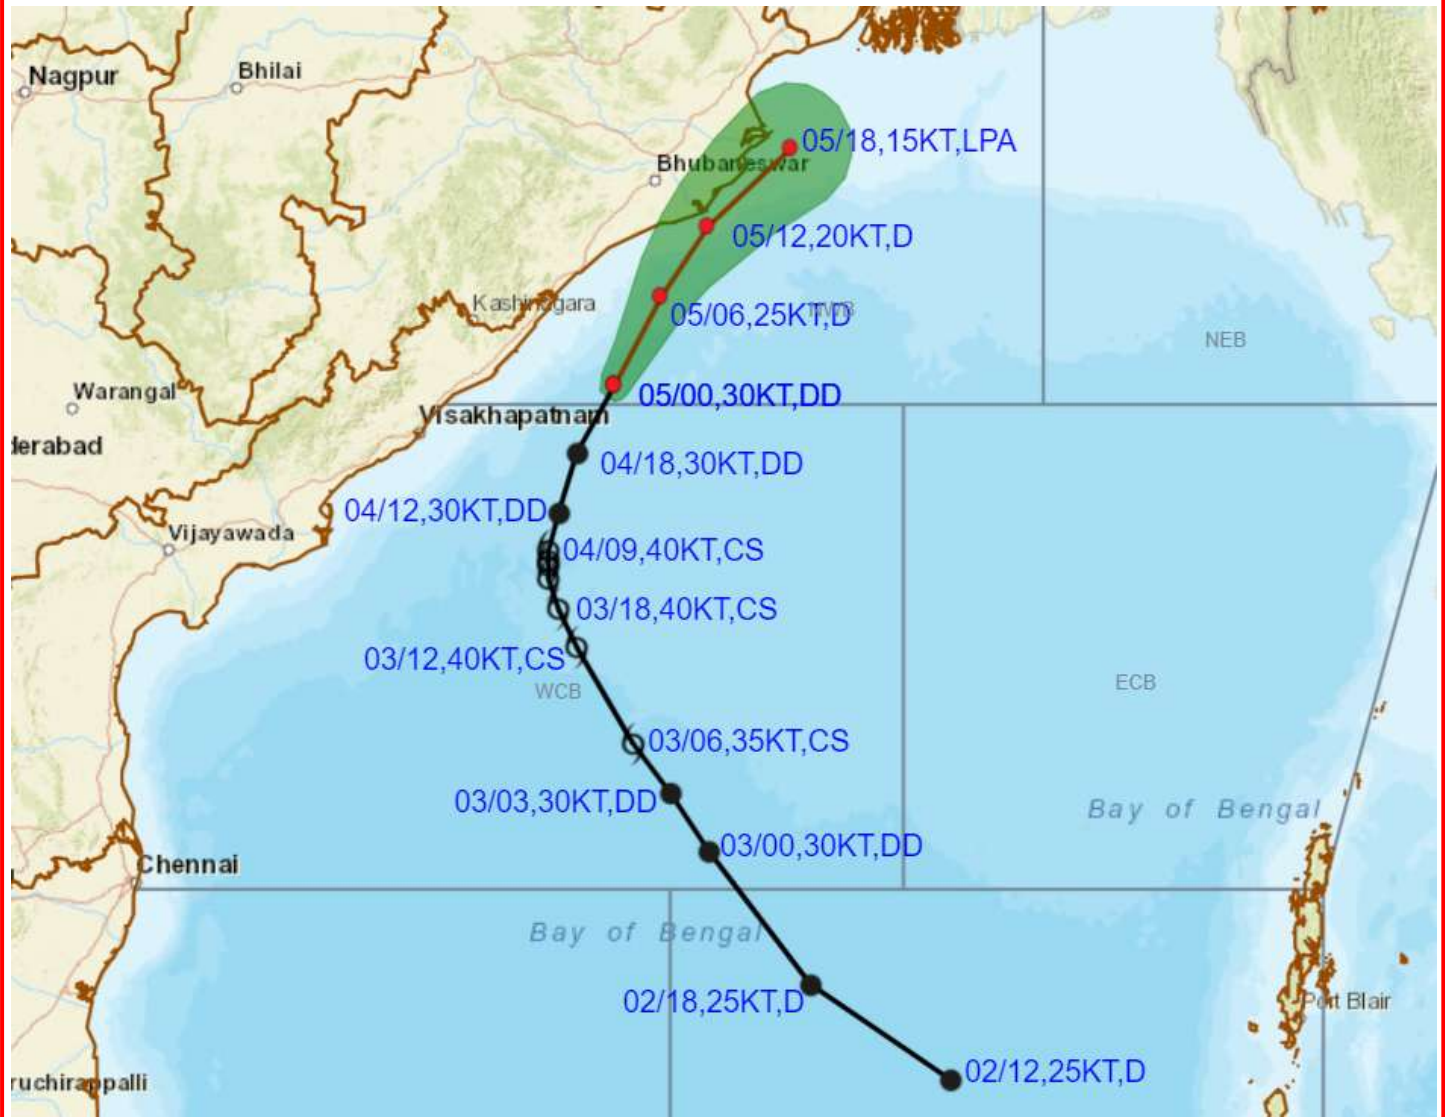 Nagpur
Bhilai
05/18,15KT,LPA
Bhubaneswar
05/12,20KT,D
Kashinagara
05/06,25KT,D
NWB
NEB
Warangal
05/00,30KT,DD
Visakhapatnam
derabad
04/18,30KT,DD
04/12,30KT,DD
Vijayawada
04/09,40KT,CS
03/18,40KT,CS
03/12,40KT,CS
WCB
ECB
03/06,35KT,CS
03/03,30KT,DD
Bay of Bengal
03/00,30KT,DD
Chennai
Bay of Bengal
02/18,25KT,D
Port Blair
02/12,25KT,D
ruchirappalli